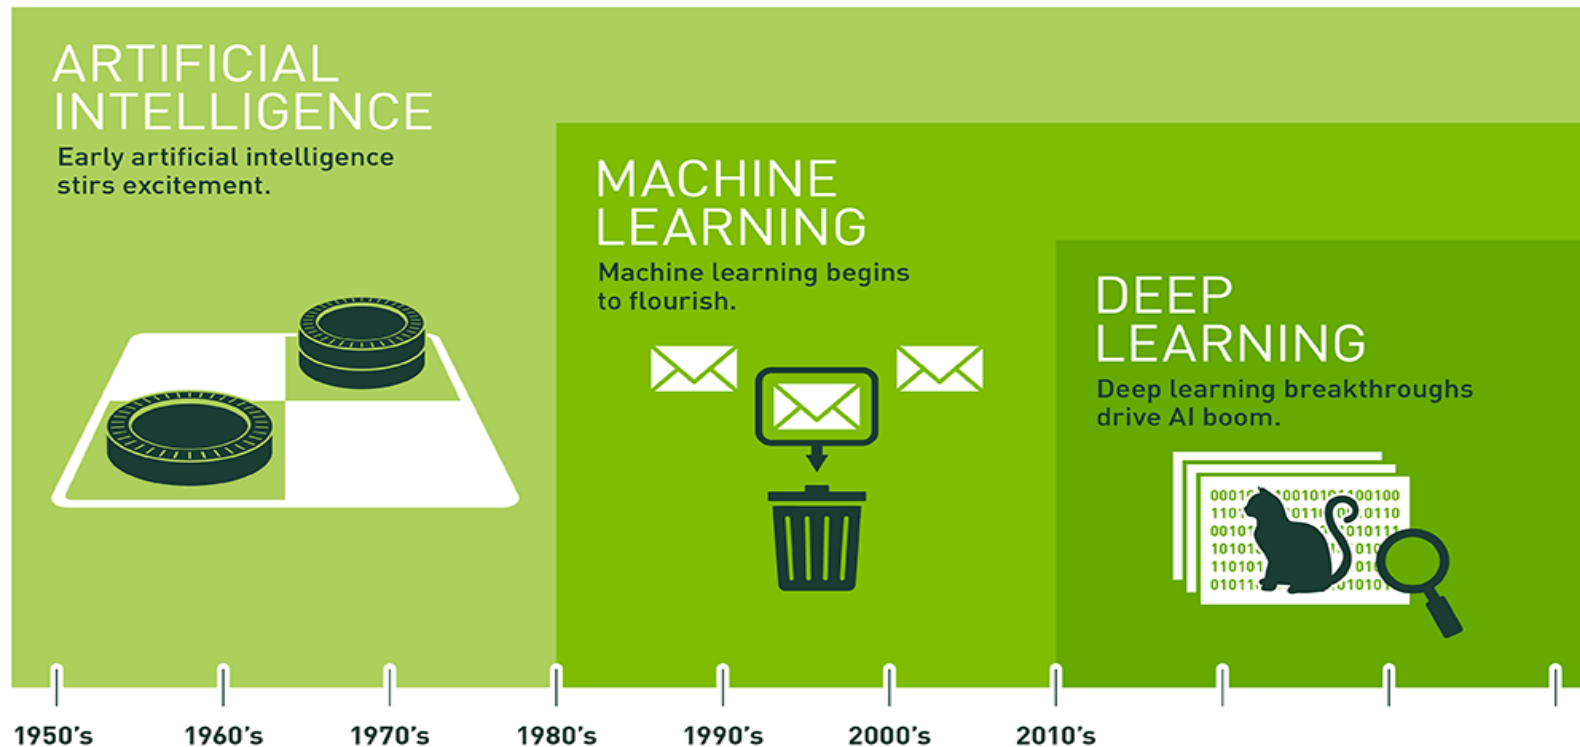 ARTIFICIAL
INTELLIGENCE
Early artificial intelligence
stirs excitement.
MACHINE
LEARNING
Machine learning begins
to flourish.
DEEP
LEARNING
Deep learning breakthroughs
drive AI boom.
1950's 1960's 1970's 1980's 1990's 2000's 2010's